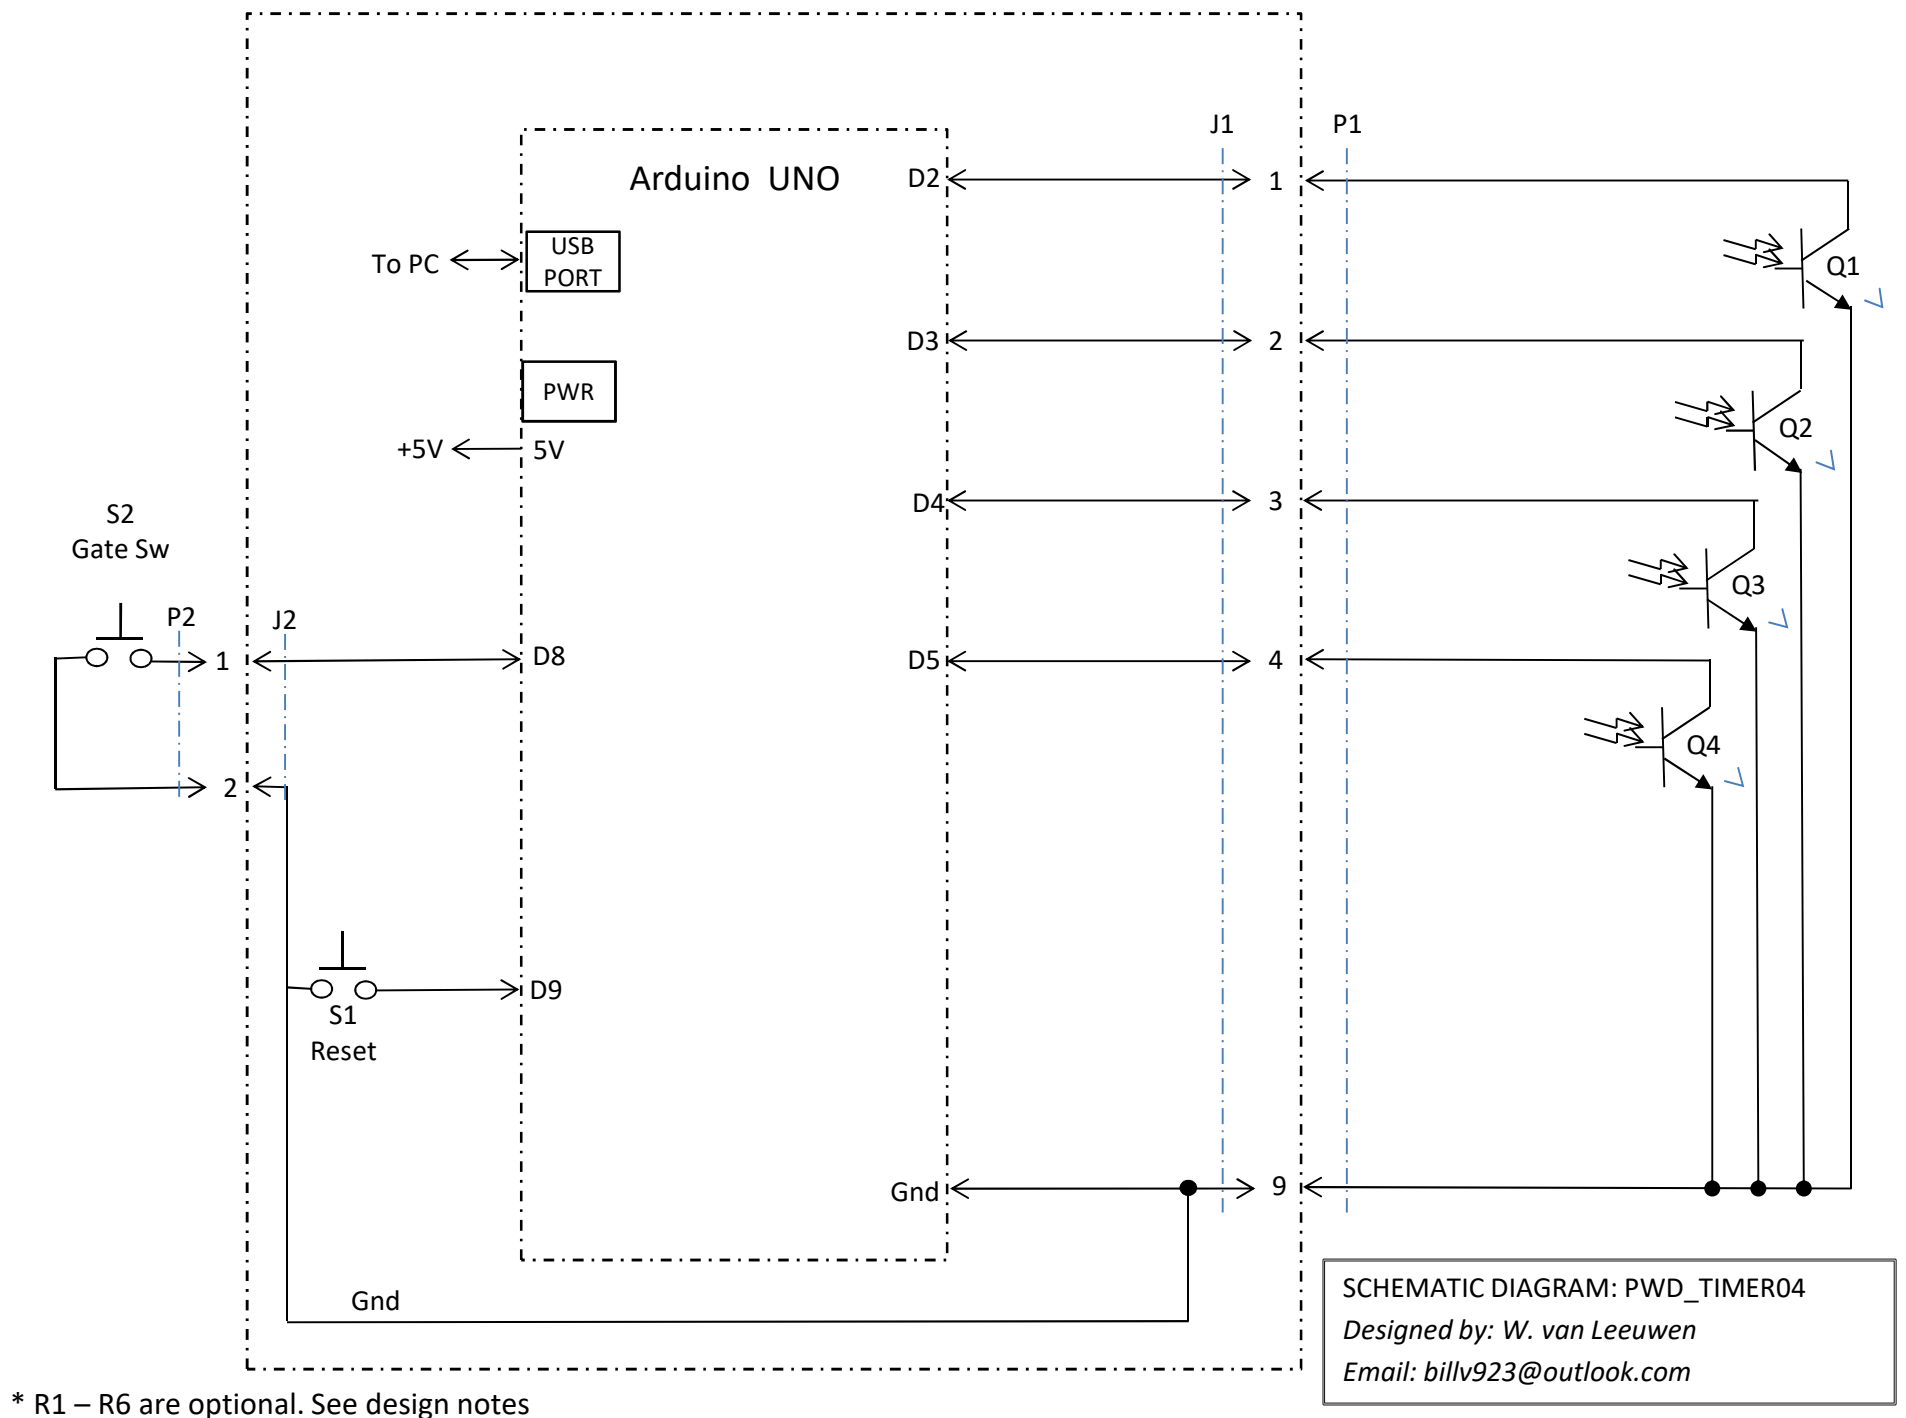 J1
P1
Arduino UNO
D2
1
USB
PORT
To PC
Q1
D3
2
PWR
+5V
5V
Q2
D4
3
S2
Gate Sw
Q3
P2
J2
1
D8
D5
4
Q4
2
D9
S1
Reset
Gnd
9
Gnd
SCHEMATIC DIAGRAM: PWD_TIMER04
Designed by: W. van Leeuwen
Email: billv923@outlook.com
* R1 – R6 are optional. See design notes